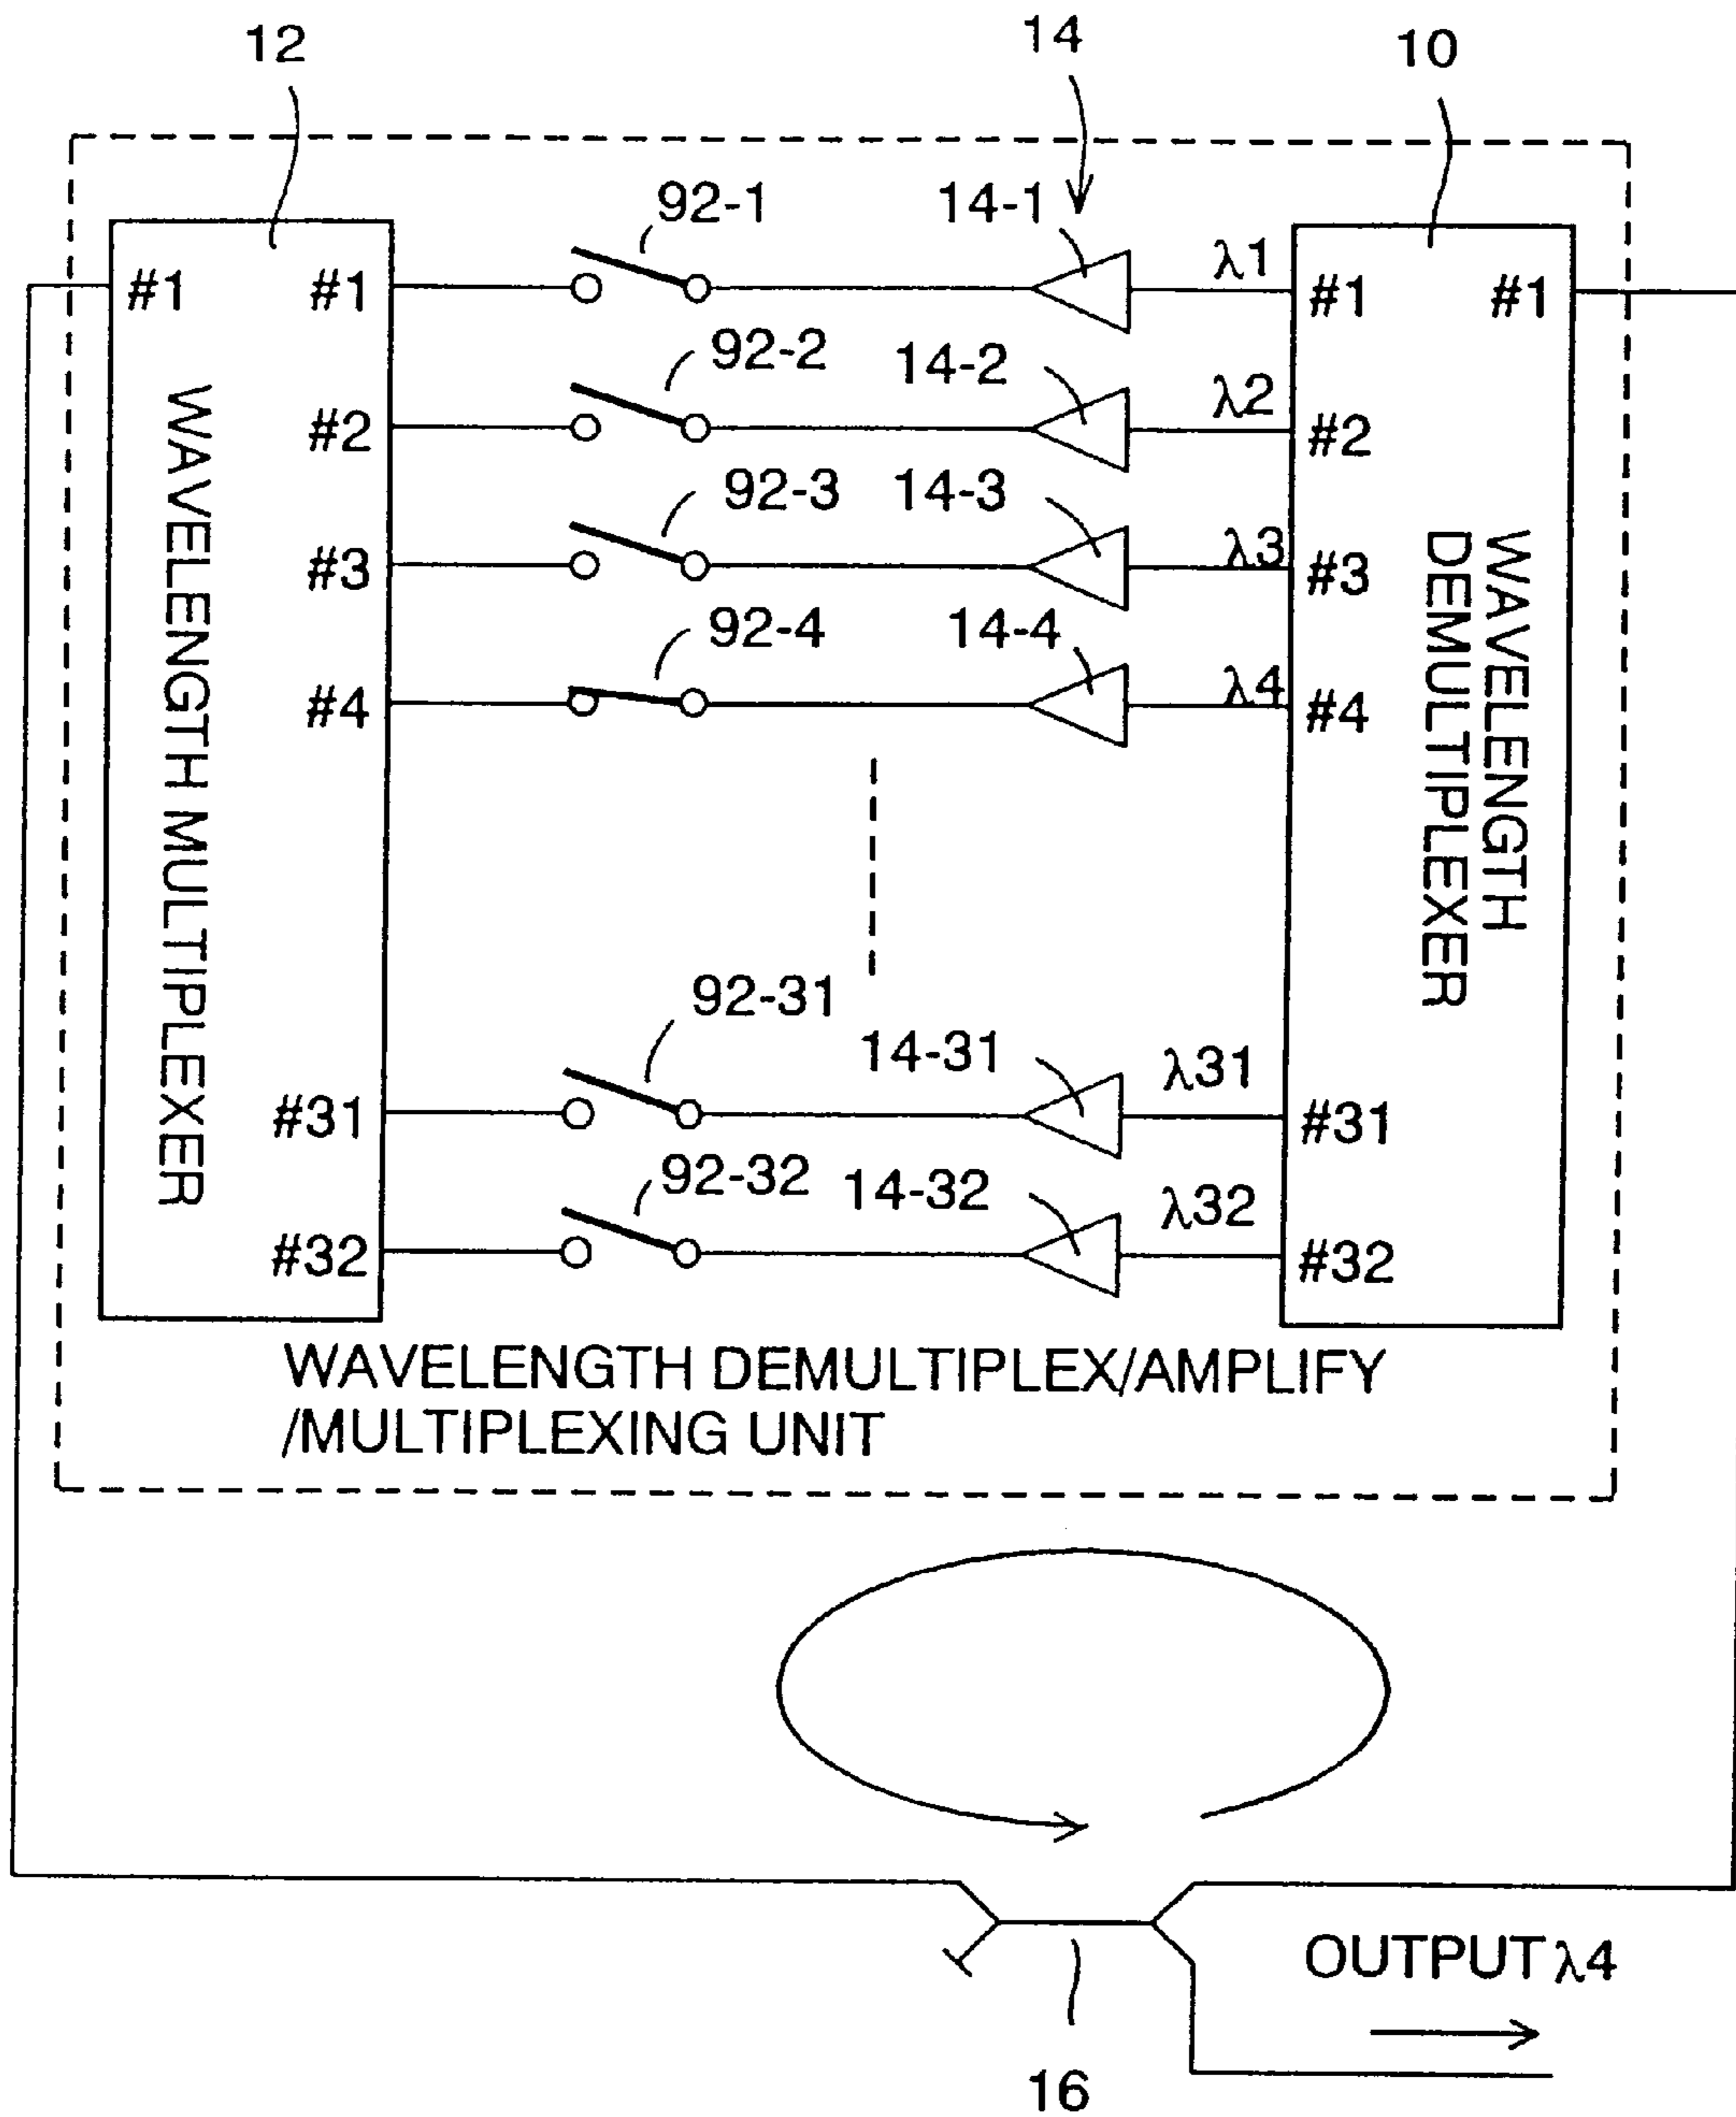 12
14
10
92-1
14-1
λ1
#1
#1
#1
#1
92-2
14-2
λ2
#2
#2
92-3
14-3
λ3
#3
#3
92-4
14-4
λ4
#4
#4
WAVELENGTH MULTIPLEXER
WAVELENGTH
DEMULTIPLEXER
92-31
14-31
λ31
#31
#31
92-32
14-32
λ32
#32
#32
WAVELENGTH DEMULTIPLEX/AMPLIFY
/MULTIPLEXING UNIT
OUTPUT λ4
16